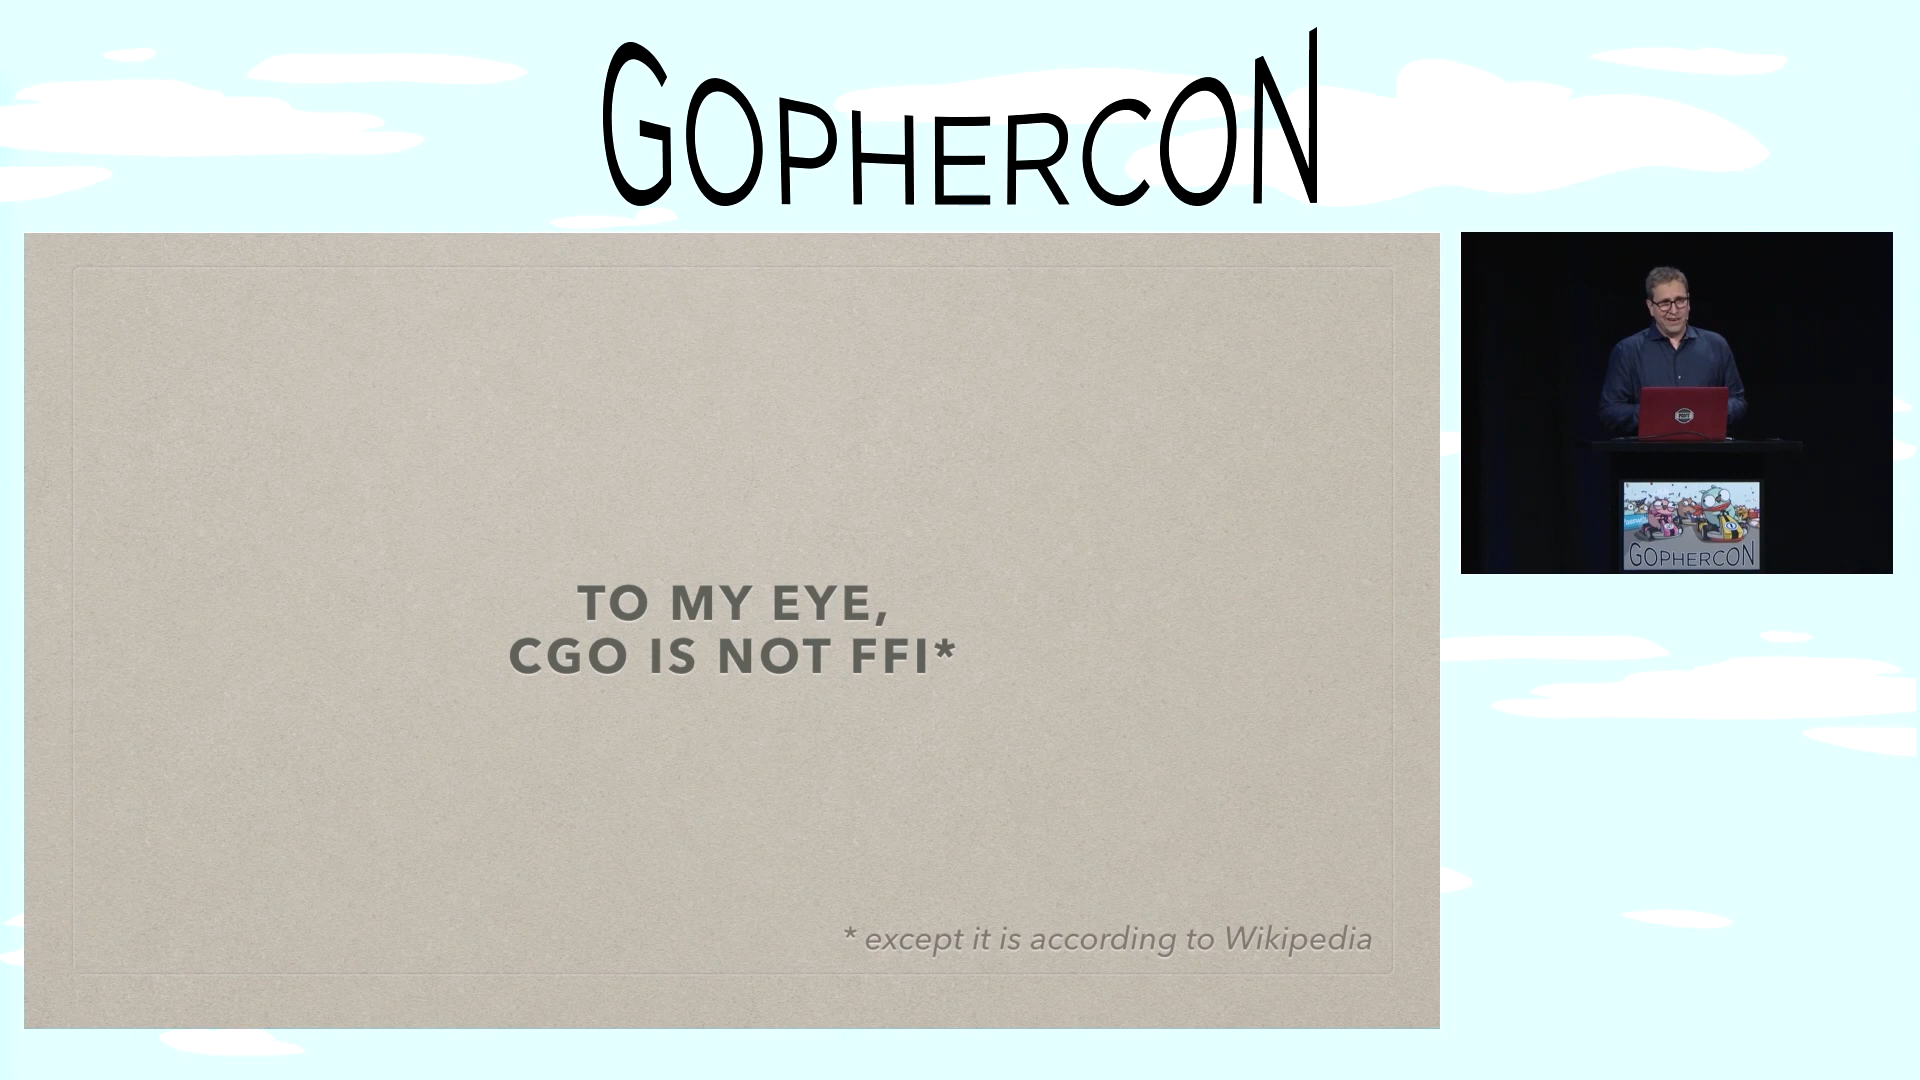 GOPHERCON
TO MY EYE,
CGO IS NOT FFI*
* except it is according to Wikipedia
GOPHERCON